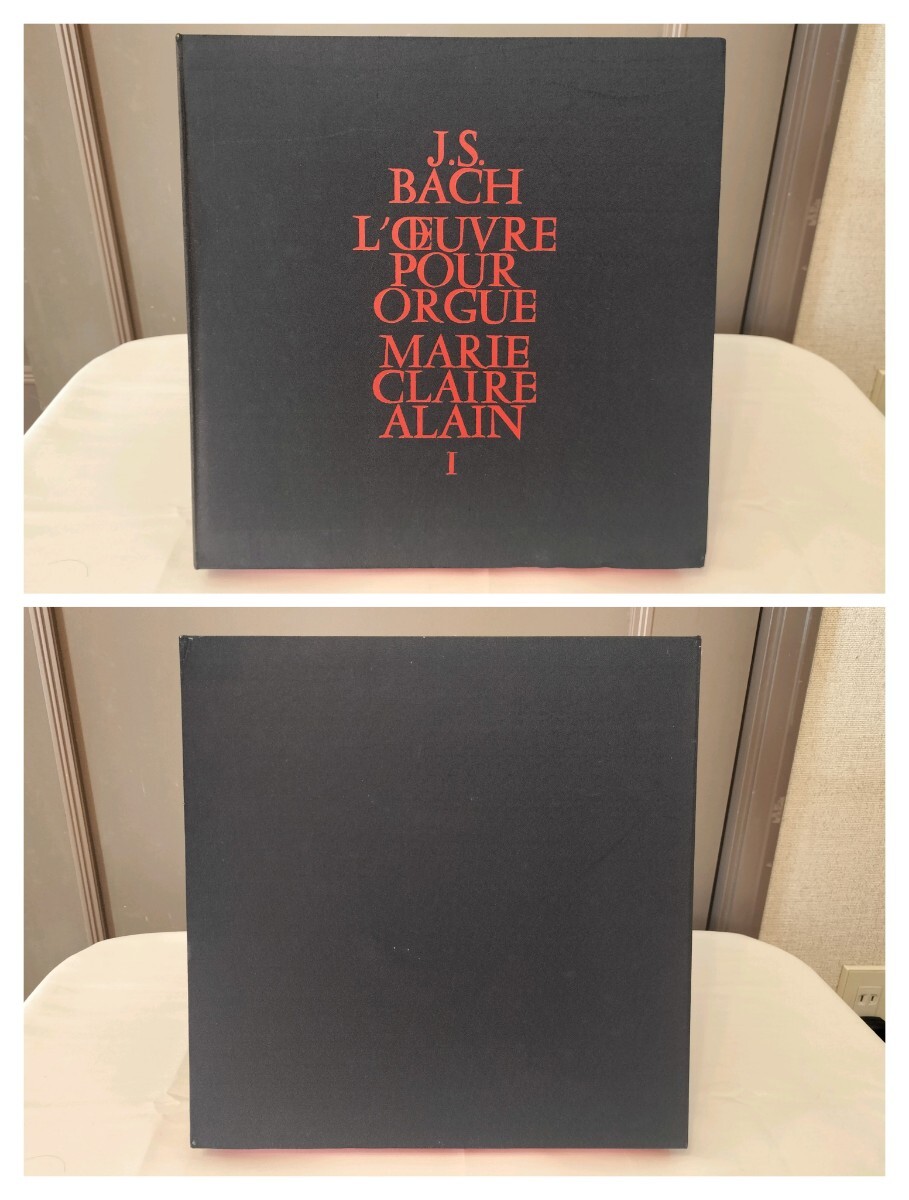 J.S.
BACH
L'ŒUVRE
POUR
ORGUE
MARIE
CLAIRE
ALAIN
I